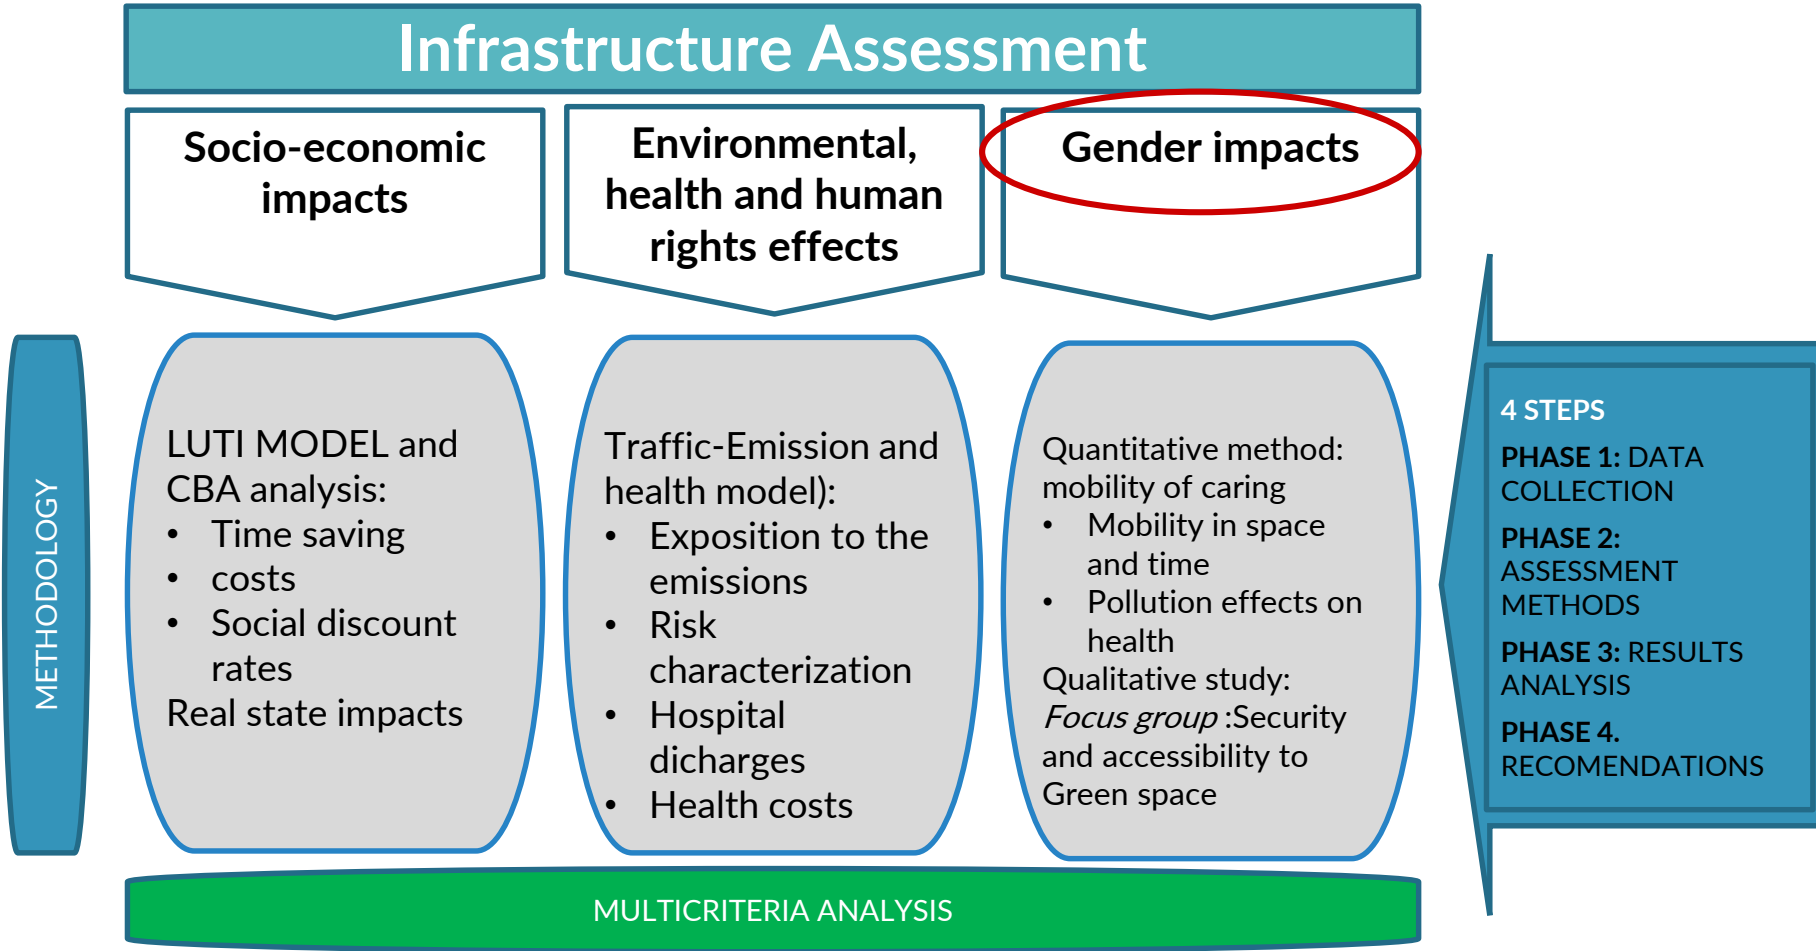 Infrastructure Assessment
Socio-economic
impacts
Environmental,
health and human
rights effects
Gender impacts
METHODOLOGY
LUTI MODEL and
CBA analysis:
• Time saving
• costs
• Social discount
rates
Real state impacts
Traffic-Emission and
health model):
• Exposition to the
emissions
• Risk
characterization
• Hospital
dicharges
• Health costs
Quantitative method:
mobility of caring
• Mobility in space
and time
• Pollution effects on
health
Qualitative study:
Focus group :Security
and accessibility to
Green space
4 STEPS
PHASE 1: DATA
COLLECTION
PHASE 2:
ASSESSMENT
METHODS
PHASE 3: RESULTS
ANALYSIS
PHASE 4.
RECOMENDATIONS
MULTICRITERIA ANALYSIS